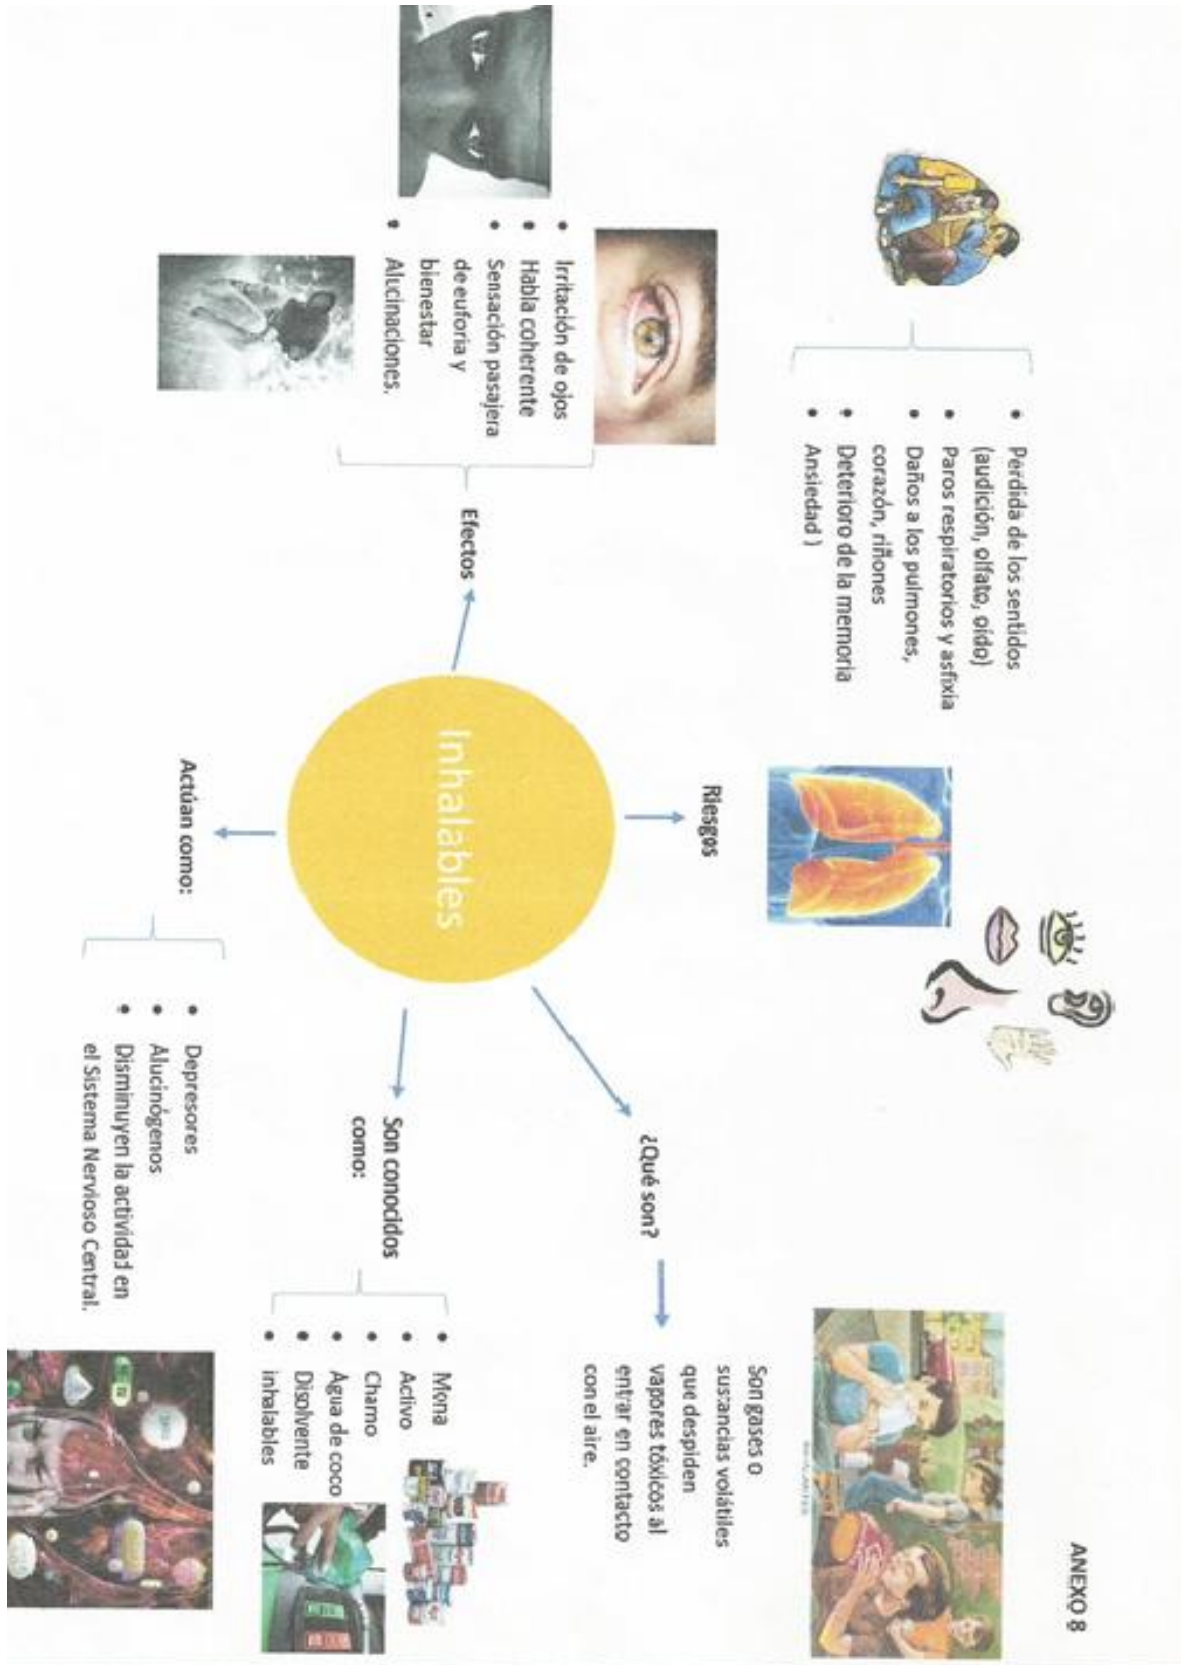 ANEXO 8
Perdida de los sentidos
(audición, olfato, oído)
Paros respiratorios y asfixia
Daños a los pulmones,
corazón, riñones
Deterioro de la memoria
Ansiedad )
Riesgos
¿Qué son?
Son gases o
sustancias volátiles
que despiden
vapores tóxicos al
entrar en contacto
con el aire.
Irritación de ojos
Habla coherente
Sensación pasajera
de euforia y
bienestar
Alucinaciones.
Efectos
Inhalables
Son conocidos
como:
Mona
Activo
Chamo
Agua de coco
Disolvente
inhalables
Actúan como:
Depresores
Alucinógenos
Disminuyen la actividad en
el Sistema Nervioso Central.